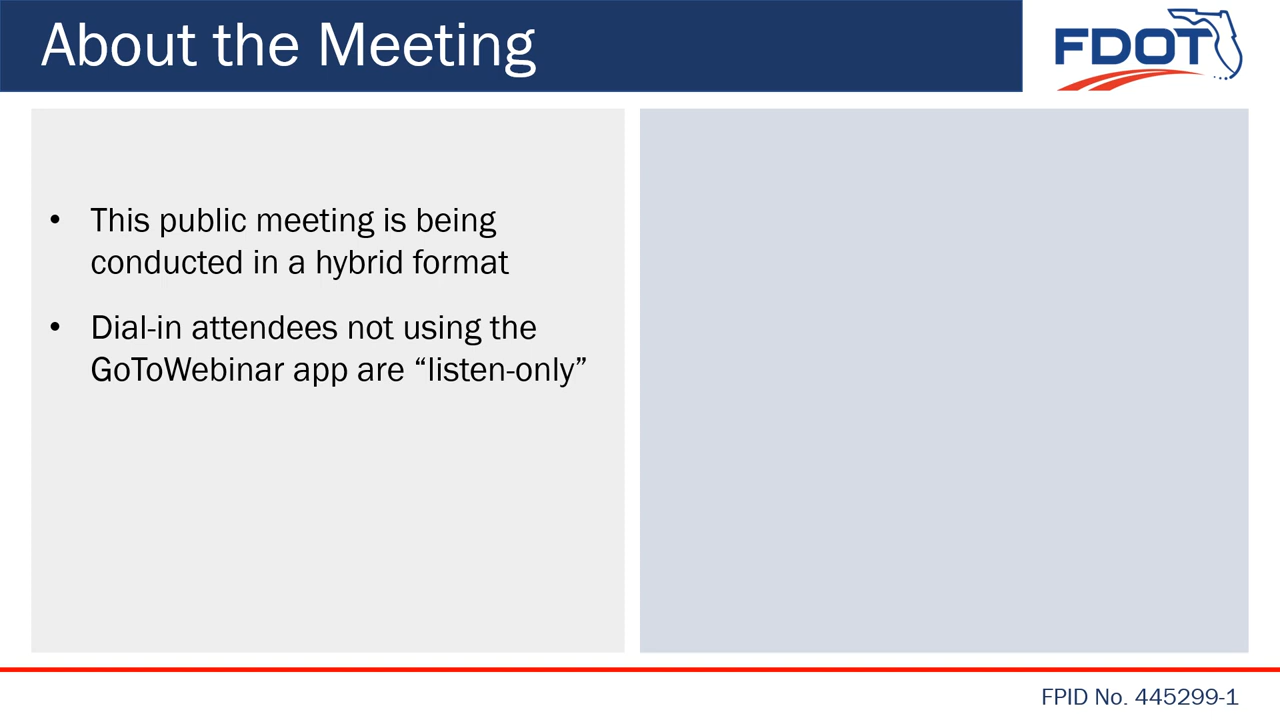 About the Meeting
FDOT
• This public meeting is being
conducted in a hybrid format
• Dial-in attendees not using the
GoToWebinar app are “listen-only”
FPID No. 445299-1